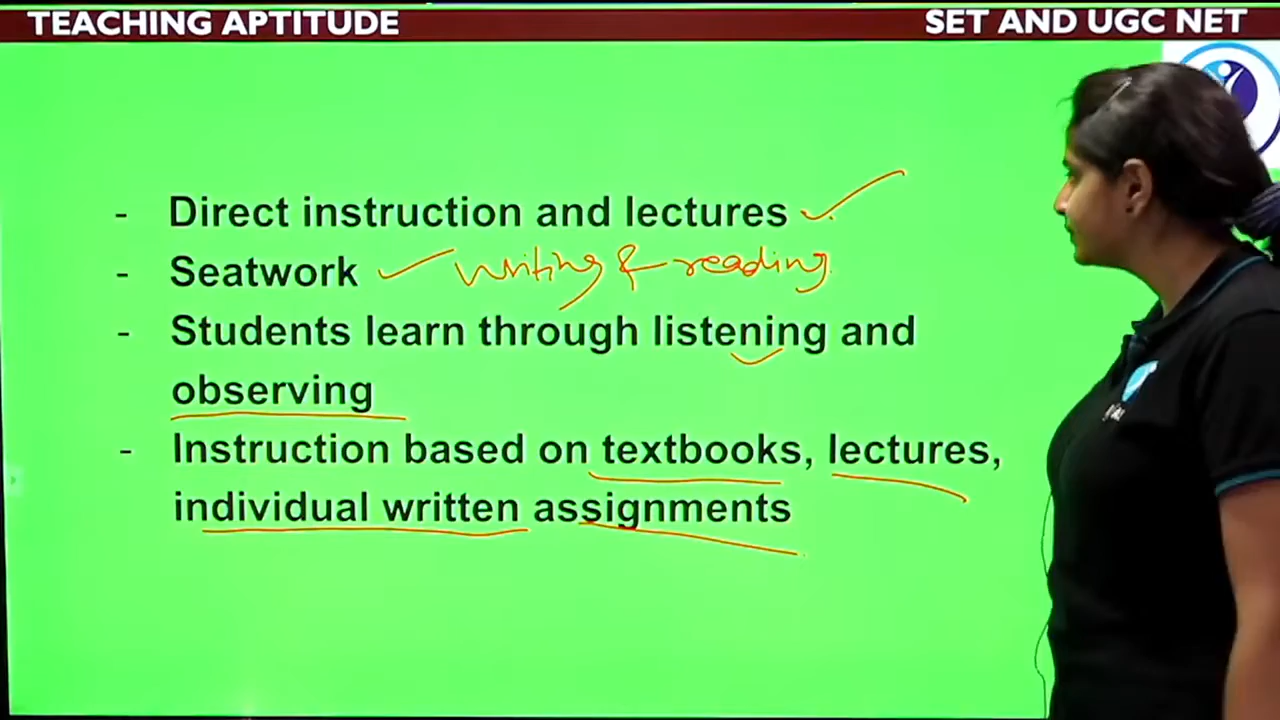 TEACHING APTITUDE
SET AND UGC NET
- Direct instruction and lectures
- Seatwork writing & reading
- Students learn through listening and
observing
- Instruction based on textbooks, lectures,
individual written assignments